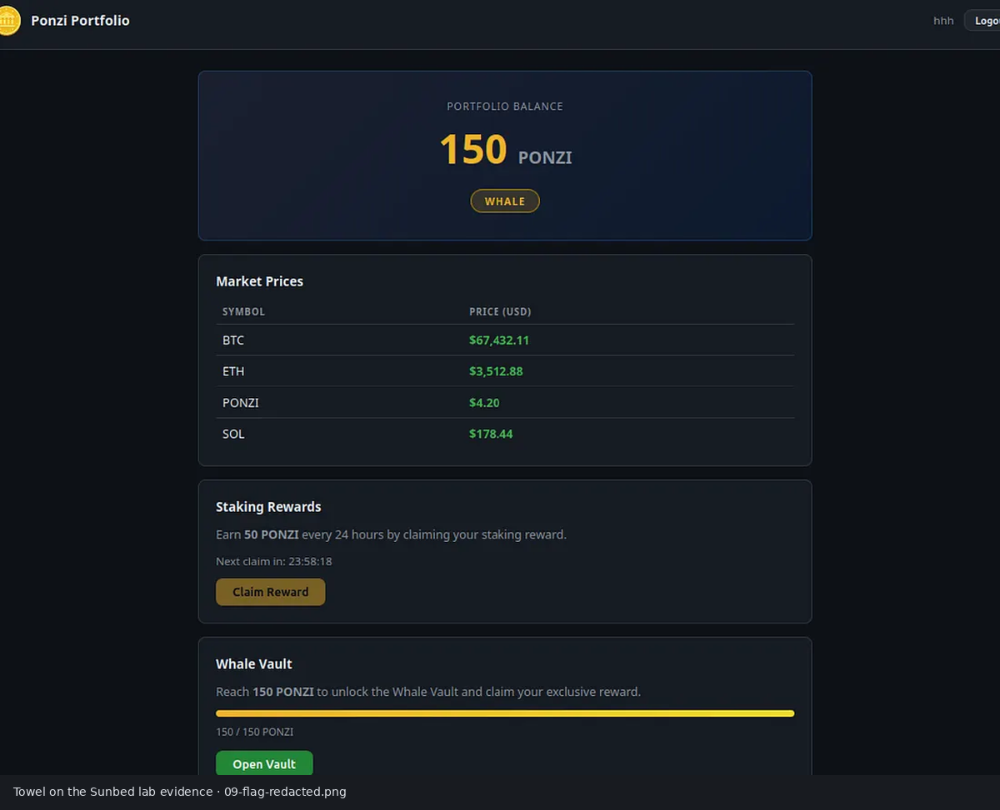 Ponzi Portfolio
hhh
PORTFOLIO BALANCE
150 PONZI
WHALE
Market Prices
SYMBOL PRICE (USD)
BTC $67,432.11
ETH $3,512.88
PONZI $4.20
SOL $178.44
Staking Rewards
Earn 50 PONZI every 24 hours by claiming your staking reward.
Next claim in: 23:58:18
Claim Reward
Whale Vault
Reach 150 PONZI to unlock the Whale Vault and claim your exclusive reward.
150 / 150 PONZI
Open Vault
Towel on the Sunbed lab evidence · 09-flag-redacted.png